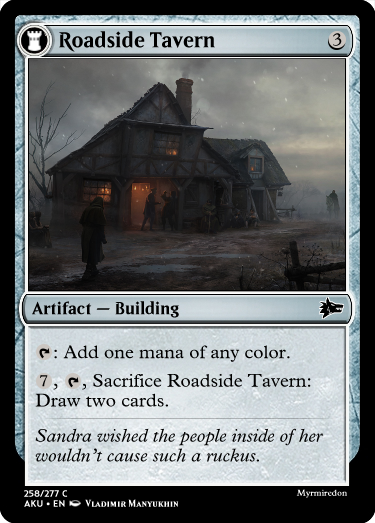 Roadside Tavern 3
Artifact — Building
: Add one mana of any color.
7, , Sacrifice Roadside Tavern:
Draw two cards.
Sandra wished the people inside of her
wouldn't cause such a ruckus.
258/277 C
Myrmiredon
AKU • EN Vladimir Manyukhin